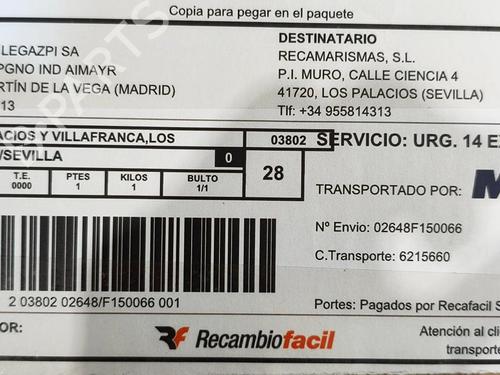 Copia para pegar en el paquete
LEGAZPI SA
PGNO IND AIMAYR
RTÍN DE LA VEGA (MADRID)
13
DESTINATARIO
RECAMARISMAS, S.L.
P.I. MURO, CALLE CIENCIA 4
41720, LOS PALACIOS (SEVILLA)
Tlf: +34 955814313
ACIOS Y VILLAFRANCA,LOS 03802
/SEVILLA 0
28
T.E. PTES KILOS BULTO
0000 1 1 1/1
SERVICIO: URG. 14 E
TRANSPORTADO POR: M
Nº Envio: 02648F150066
C.Transporte: 6215660
2 03802 02648/F150066 001
Portes: Pagados por Recafacil S
OR:
Recambiofacil
Atención al cli
transporte